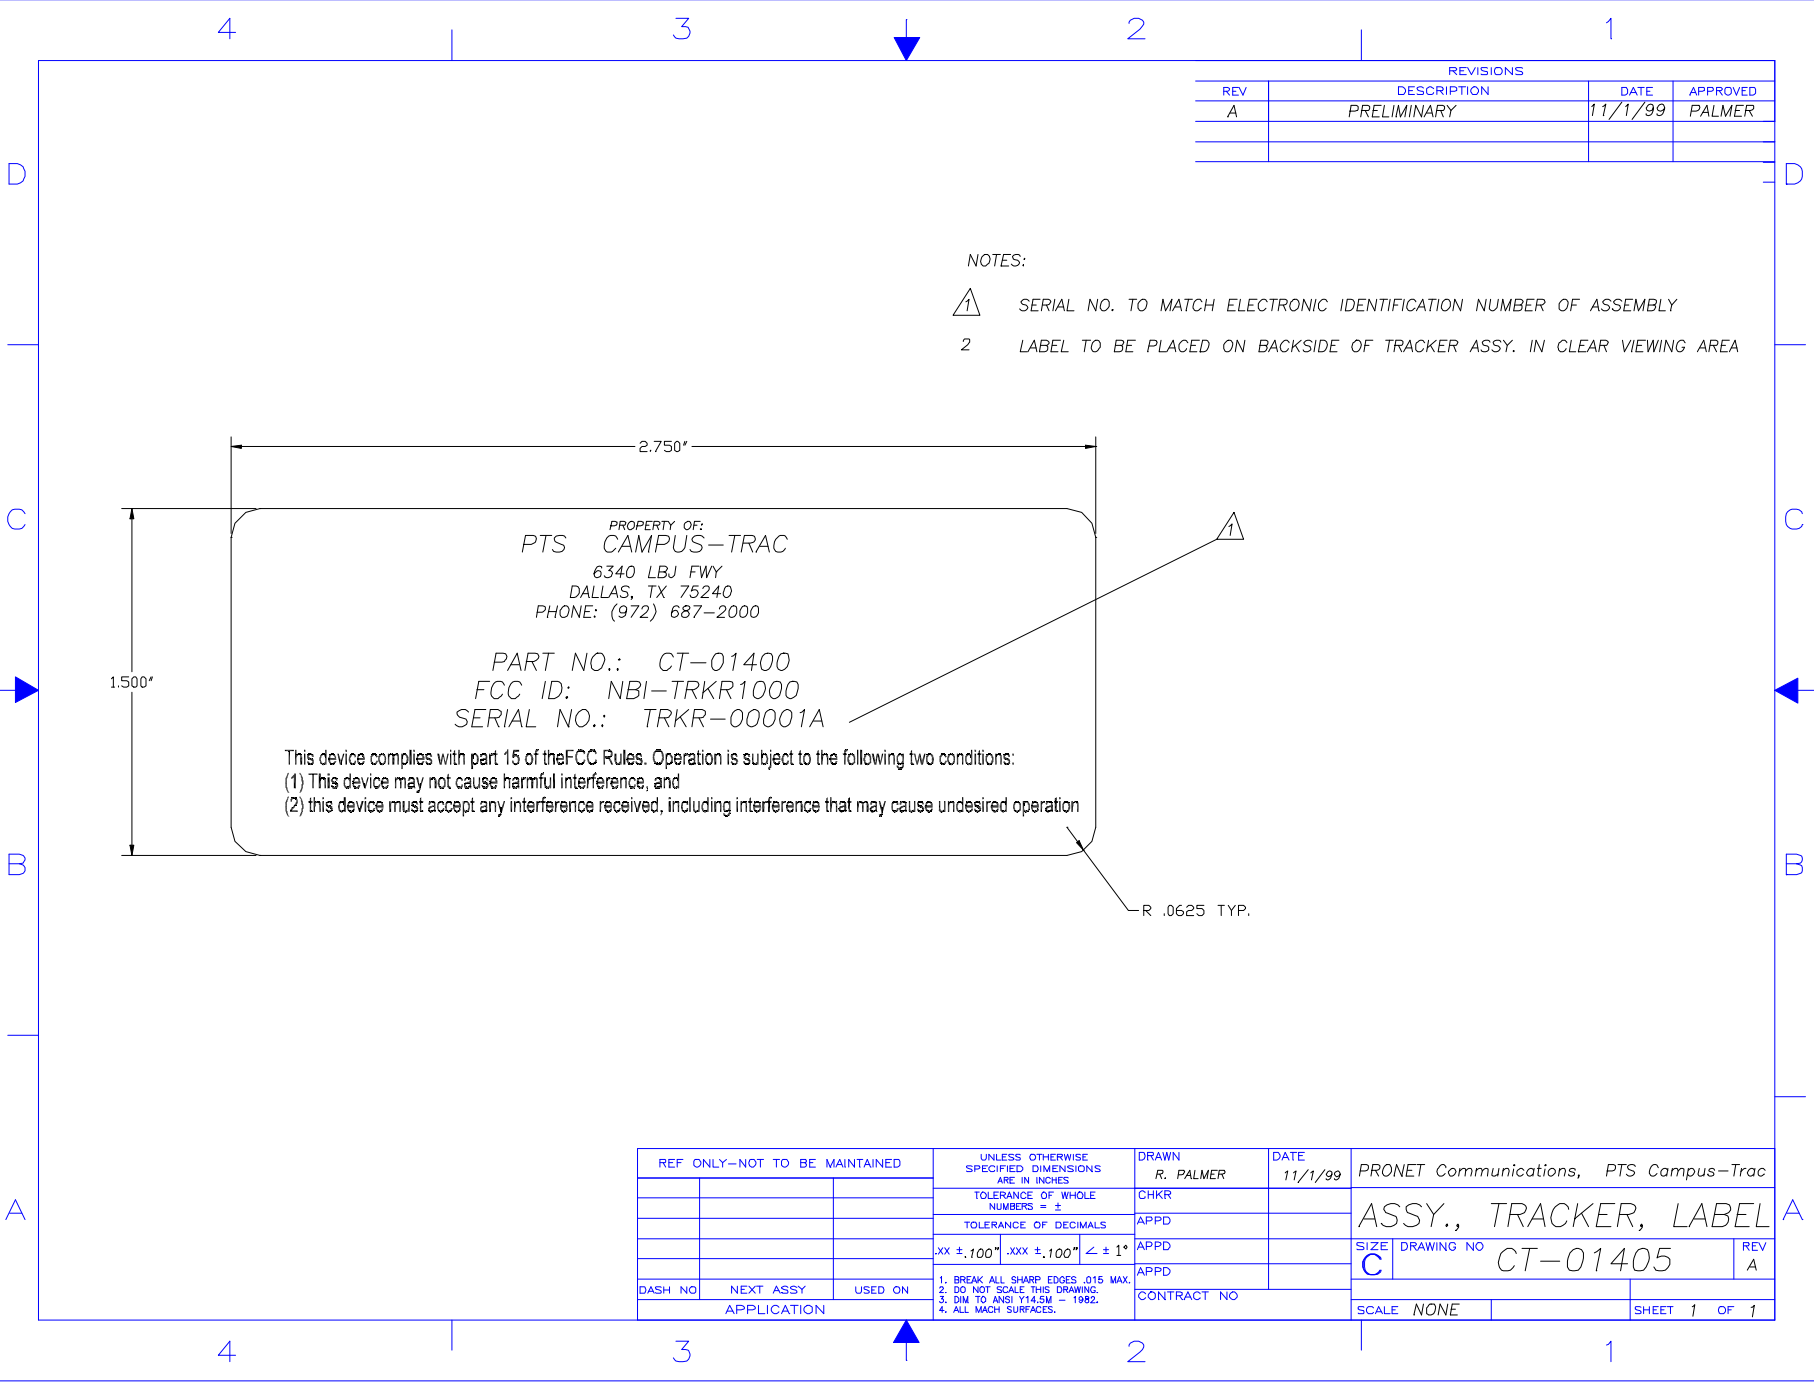 4 3 2 1
REVISIONS
REV DESCRIPTION DATE APPROVED
A PRELIMINARY 11/1/99 PALMER
D D
NOTES:
1 SERIAL NO. TO MATCH ELECTRONIC IDENTIFICATION NUMBER OF ASSEMBLY
2 LABEL TO BE PLACED ON BACKSIDE OF TRACKER ASSY. IN CLEAR VIEWING AREA
2.750"
C C
1
PROPERTY OF:
PTS CAMPUS-TRAC
6340 LBJ FWY
DALLAS, TX 75240
PHONE: (972) 687-2000
PART NO.: CT-01400
1.500"
FCC ID: NBI-TRKR1000
SERIAL NO.: TRKR-00001A
This device complies with part 15 of theFCC Rules. Operation is subject to the following two conditions:
(1) This device may not cause harmful interference, and
(2) this device must accept any interference received, including interference that may cause undesired operation
B B
R .0625 TYP.
A A
REF ONLY-NOT TO BE MAINTAINED
DASH NO NEXT ASSY USED ON
APPLICATION
UNLESS OTHERWISE
SPECIFIED DIMENSIONS
ARE IN INCHES
TOLERANCE OF WHOLE
NUMBERS = ±
TOLERANCE OF DECIMALS
.XX ±.100" .XXX ±.100" ∠ ± 1°
1. BREAK ALL SHARP EDGES .015 MAX.
2. DO NOT SCALE THIS DRAWING.
3. DIM TO ANSI Y14.5M - 1982.
4. ALL MACH SURFACES.
DRAWN DATE
R. PALMER 11/1/99
CHKR
APPD
APPD
APPD
CONTRACT NO
PRONET Communications, PTS Campus-Trac
ASSY., TRACKER, LABEL
SIZE DRAWING NO REV
C CT-01405 A
SCALE NONE SHEET 1 OF 1
4 3 2 1